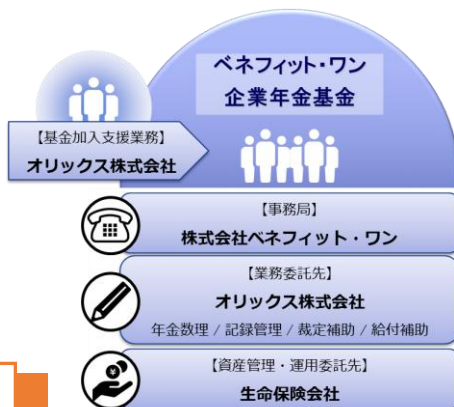 ベネフィット・ワン
企業年金基金
【基金加入支援業務】
オリックス株式会社
【事務局】
株式会社ベネフィット・ワン
【業務委託先】
オリックス株式会社
年金数理 / 記録管理 / 裁定補助 / 給付補助
【資産管理・運用委託先】
生命保険会社